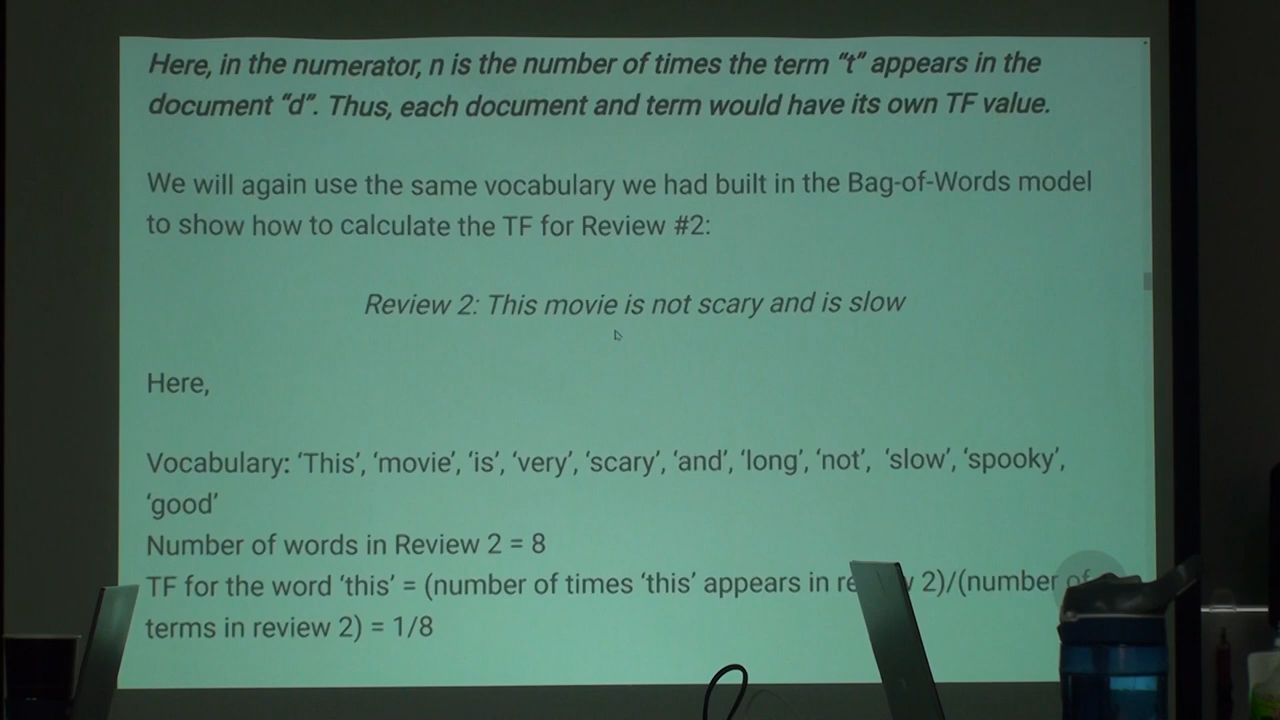 Here, in the numerator, n is the number of times the term “t” appears in the
document “d”. Thus, each document and term would have its own TF value.
We will again use the same vocabulary we had built in the Bag-of-Words model
to show how to calculate the TF for Review #2:
Review 2: This movie is not scary and is slow
Here,
Vocabulary: ‘This’, ‘movie’, ‘is’, ‘very’, ‘scary’, ‘and’, ‘long’, ‘not’, ‘slow’, ‘spooky’,
‘good’
Number of words in Review 2 = 8
TF for the word ‘this’ = (number of times ‘this’ appears in 2)/(number of
terms in review 2) = 1/8